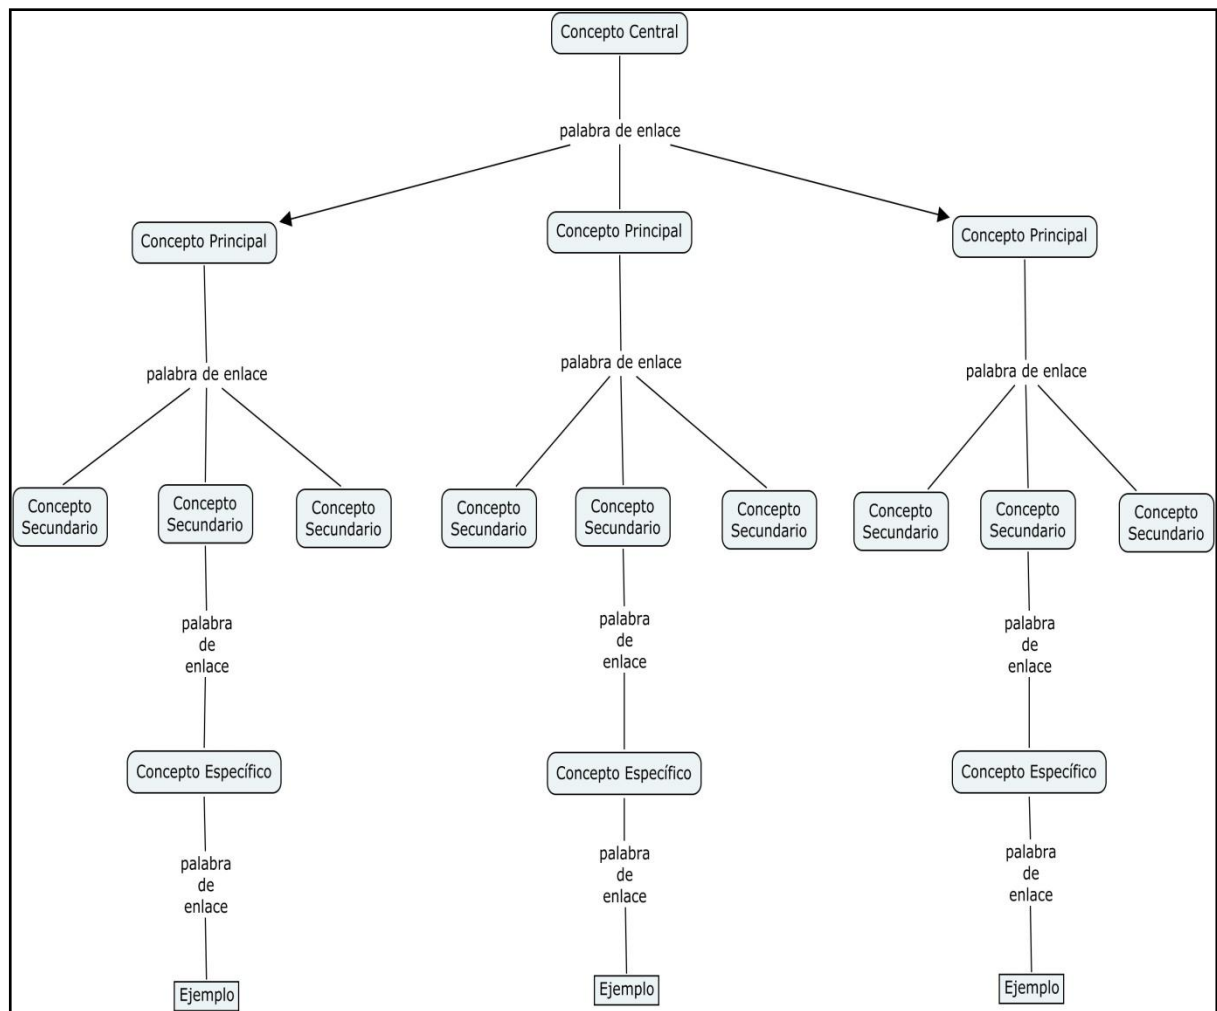 Concepto Central
palabra de enlace
Concepto Principal
Concepto Principal
Concepto Principal
palabra de enlace
palabra de enlace
palabra de enlace
Concepto
Secundario
Concepto
Secundario
Concepto
Secundario
Concepto
Secundario
Concepto
Secundario
Concepto
Secundario
Concepto
Secundario
Concepto
Secundario
Concepto
Secundario
palabra
de
enlace
palabra
de
enlace
palabra
de
enlace
Concepto Específico
Concepto Específico
Concepto Específico
palabra
de
enlace
palabra
de
enlace
palabra
de
enlace
Ejemplo
Ejemplo
Ejemplo